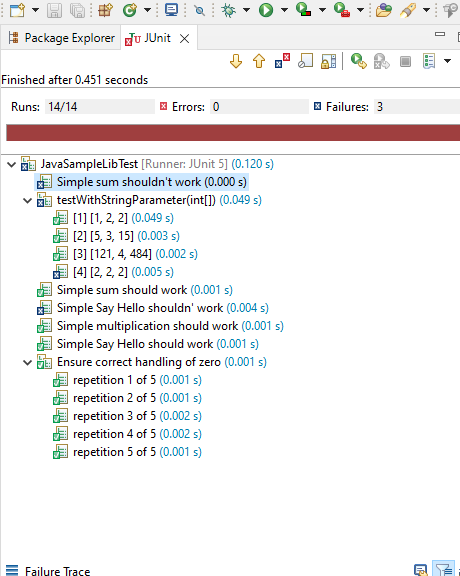 Package Explorer JUnit
Finished after 0.451 seconds
Runs: 14/14 Errors: 0 Failures: 3
JavaSampleLibTest [Runner: JUnit 5] (0.120 s)
Simple sum shouldn't work (0.000 s)
testWithStringParameter(int[]) (0.049 s)
[1] [1, 2, 2] (0.049 s)
[2] [5, 3, 15] (0.003 s)
[3] [121, 4, 484] (0.002 s)
[4] [2, 2, 2] (0.005 s)
Simple sum should work (0.001 s)
Simple Say Hello shouldn' work (0.004 s)
Simple multiplication should work (0.001 s)
Simple Say Hello should work (0.001 s)
Ensure correct handling of zero (0.001 s)
repetition 1 of 5 (0.001 s)
repetition 2 of 5 (0.001 s)
repetition 3 of 5 (0.002 s)
repetition 4 of 5 (0.002 s)
repetition 5 of 5 (0.001 s)
Failure Trace